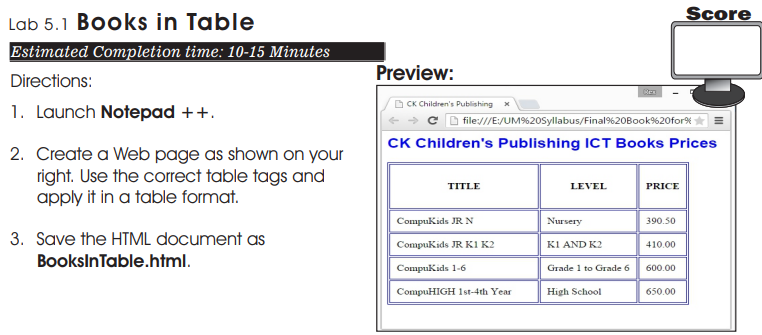 Lab 5.1 Books in Table
Score
Estimated Completion time: 10-15 Minutes
Directions:
1. Launch Notepad ++.
2. Create a Web page as shown on your
right. Use the correct table tags and
apply it in a table format.
3. Save the HTML document as
BooksInTable.html.
Preview:
CK Children's Publishing
file:///E:/UM%20Syllabus/Final%20Book%20for%
CK Children's Publishing ICT Books Prices
TITLE LEVEL PRICE
CompuKids JR N Nursery 390.50
CompuKids JR K1 K2 K1 AND K2 410.00
CompuKids 1-6 Grade 1 to Grade 6 600.00
CompuHIGH 1st-4th Year High School 650.00